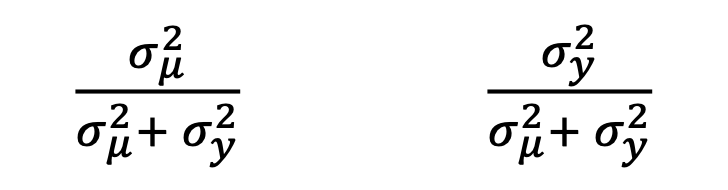 σ²_μ / (σ²_μ + σ²_y)    σ²_y / (σ²_μ + σ²_y)